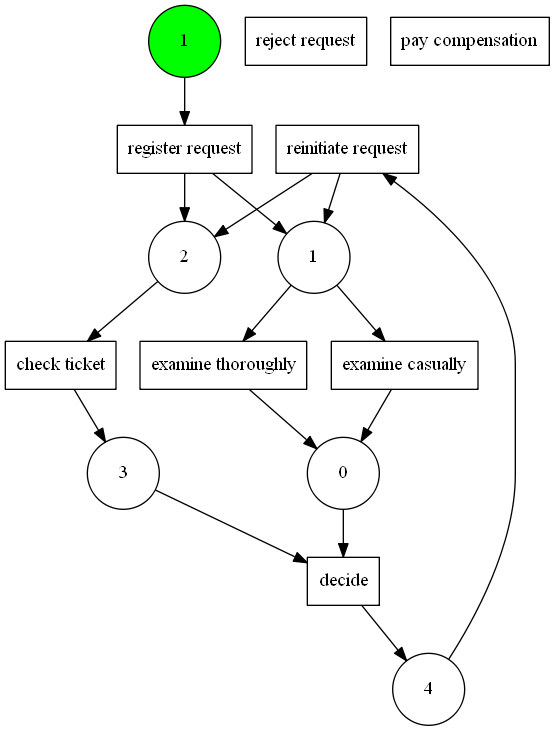 1
reject request
pay compensation
register request
reinitiate request
2
1
check ticket
examine thoroughly
examine casually
3
0
decide
4